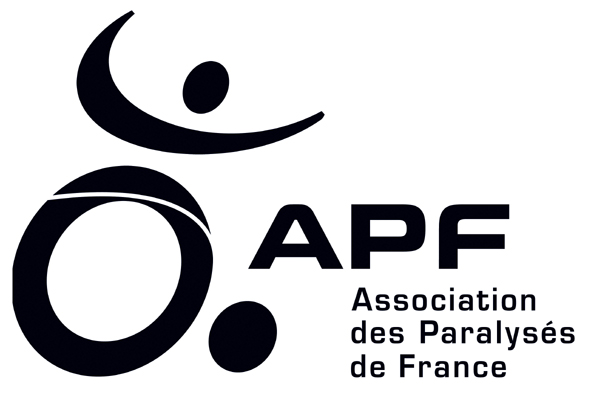 APF
Association
des Paralysés
de France